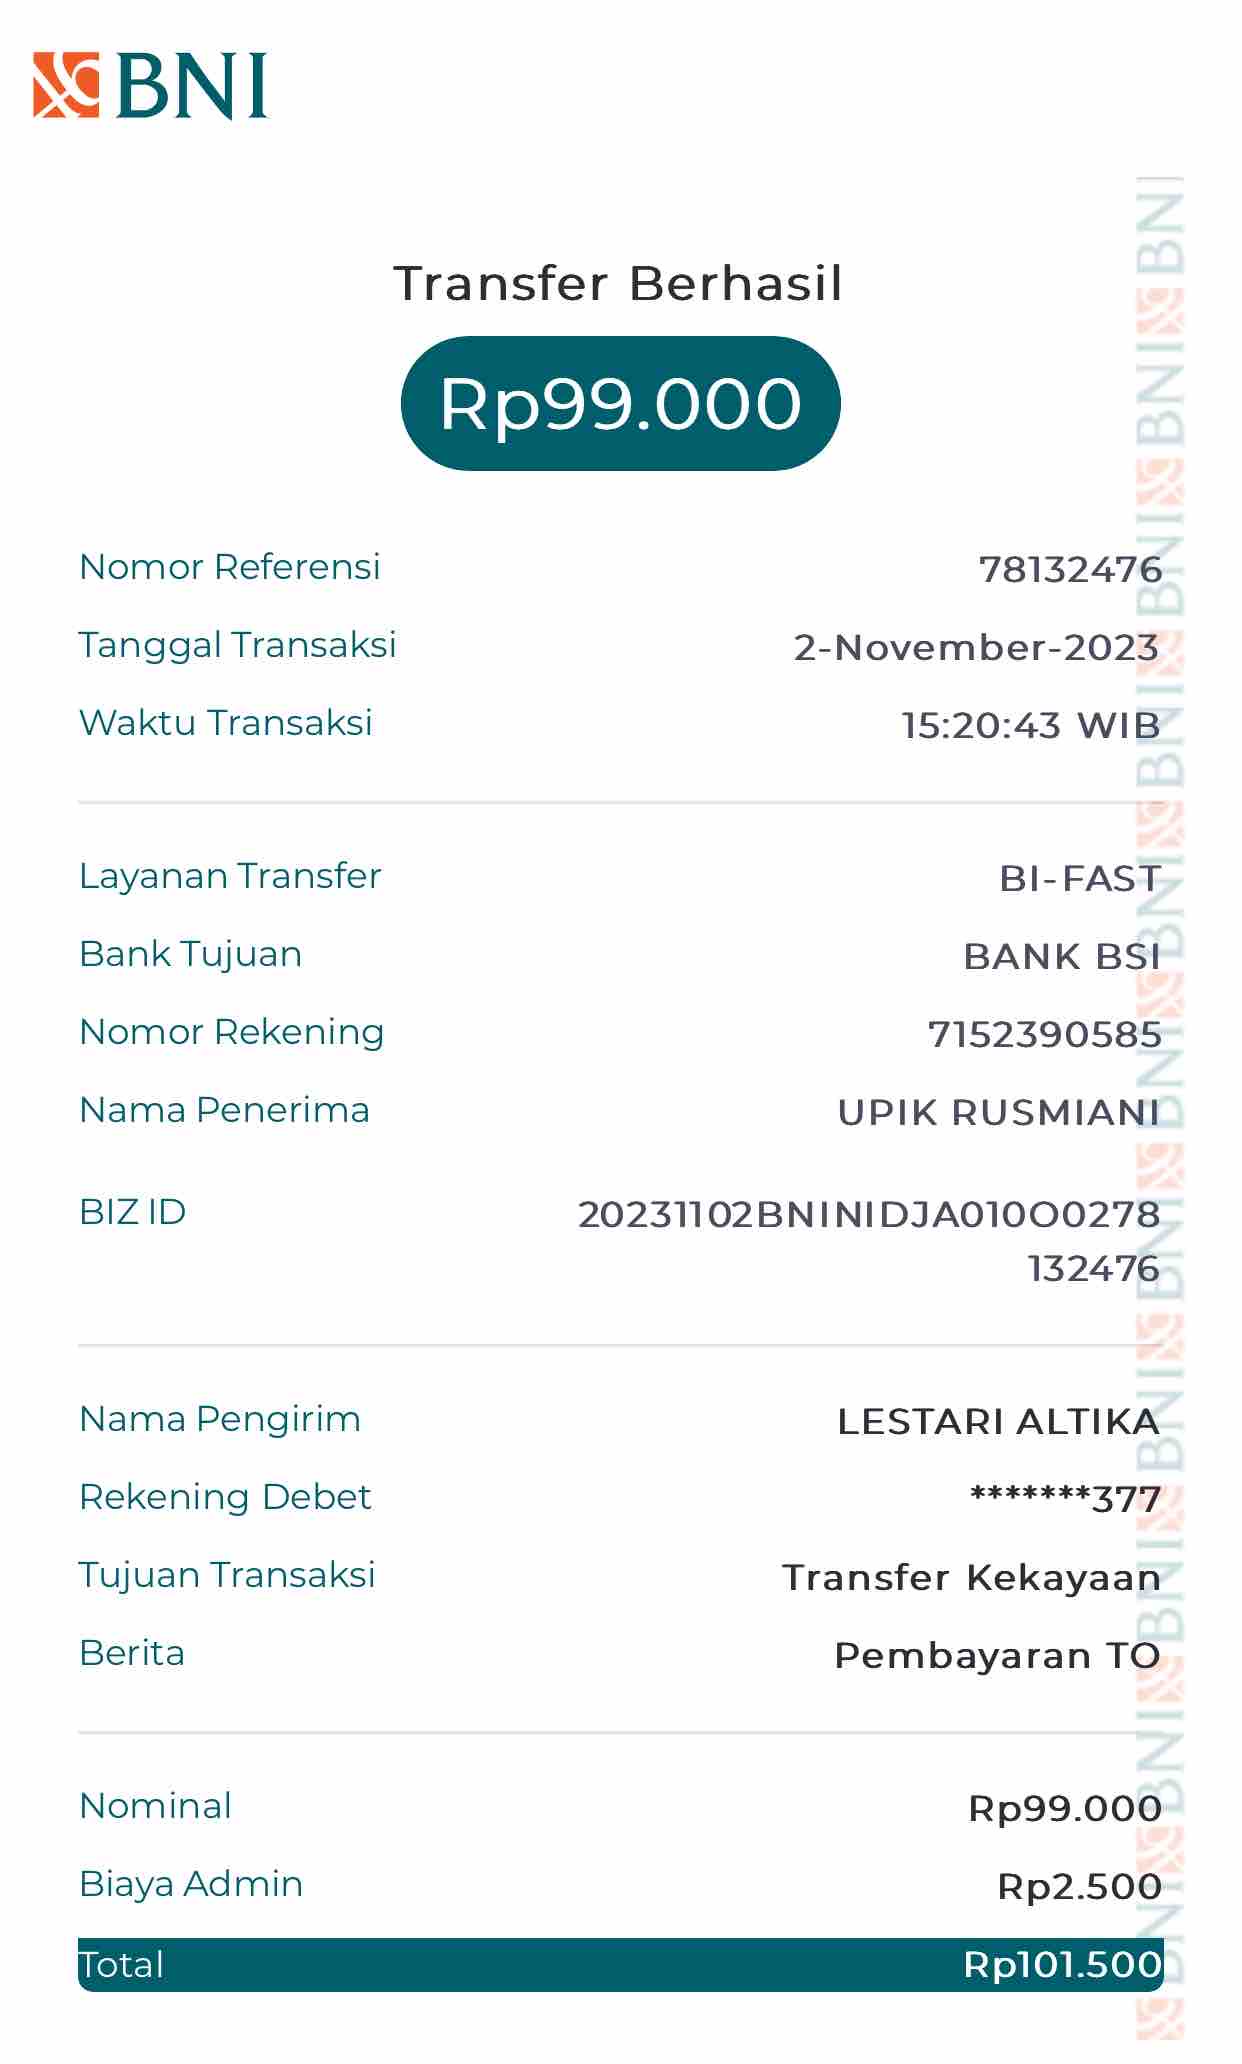 BNI
Transfer Berhasil
Rp99.000
Nomor Referensi 78132476
Tanggal Transaksi 2-November-2023
Waktu Transaksi 15:20:43 WIB
Layanan Transfer BI-FAST
Bank Tujuan BANK BSI
Nomor Rekening 7152390585
Nama Penerima UPIK RUSMIANI
BIZ ID 20231102BNINIDJA010O0278
132476
Nama Pengirim LESTARI ALTIKA
Rekening Debet *******377
Tujuan Transaksi Transfer Kekayaan
Berita Pembayaran TO
Nominal Rp99.000
Biaya Admin Rp2.500
Total Rp101.500
BNI BNI BNI BNI BNI BNI BNI BNI BNI BNI BNI